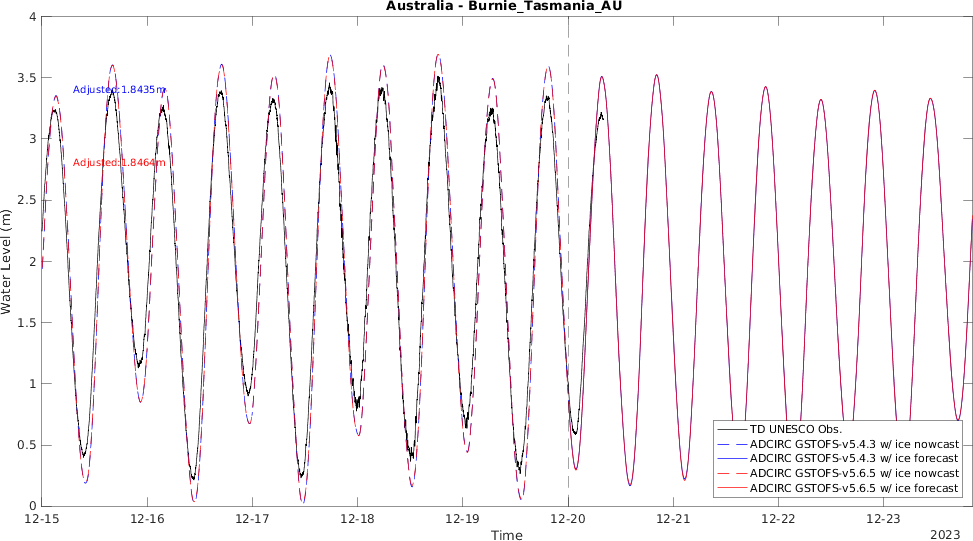 Australia - Burnie_Tasmania_AU
4
3.5
3
2.5
2
1.5
1
0.5
0
Water Level (m)
Adjusted:1.8435m
Adjusted:1.8464m
TD UNESCO Obs.
ADCIRC GSTOFS-v5.4.3 w/ ice nowcast
ADCIRC GSTOFS-v5.4.3 w/ ice forecast
ADCIRC GSTOFS-v5.6.5 w/ ice nowcast
ADCIRC GSTOFS-v5.6.5 w/ ice forecast
12-15 12-16 12-17 12-18 12-19 12-20 12-21 12-22 12-23
Time
2023